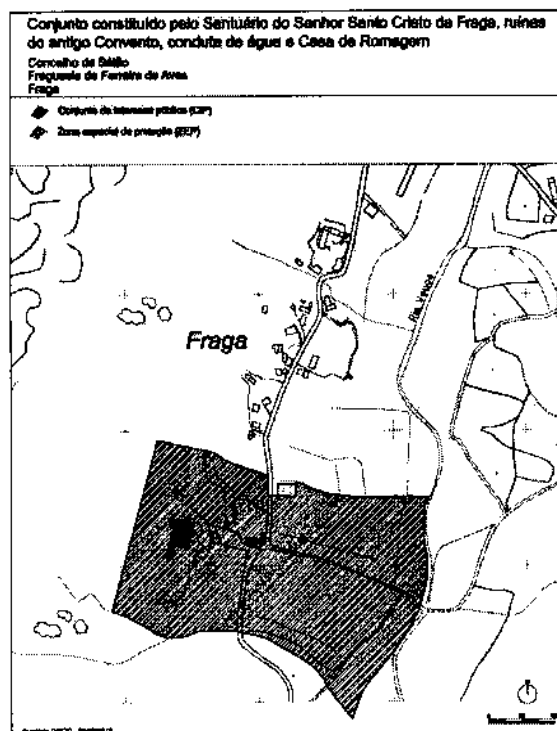 Conjunto constituído pelo Santuário do Senhor Santo Cristo da Fraga, ruínas
do antigo Convento, conduta de água e Casa de Romagem
Concelho de Sátão
Freguesia de Ferreira de Aves
Fraga
Conjunto de interesse público (CIP)
Zona especial de proteção (ZEP)
Rio Vouga
Fraga